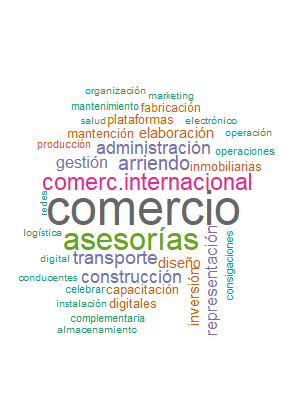 organización
marketing
mantenimiento fabricación
salud plataformas electrónico
mantención elaboración operación
producción administración operaciones
gestión arriendo inmobiliarias
comerc.internacional
redes comercio
logística asesorías
digital transporte diseño
conductores construcción
celebrar capacitación
instalación digitales
complementaria
almacenamiento
inversión
representación
consigaciones